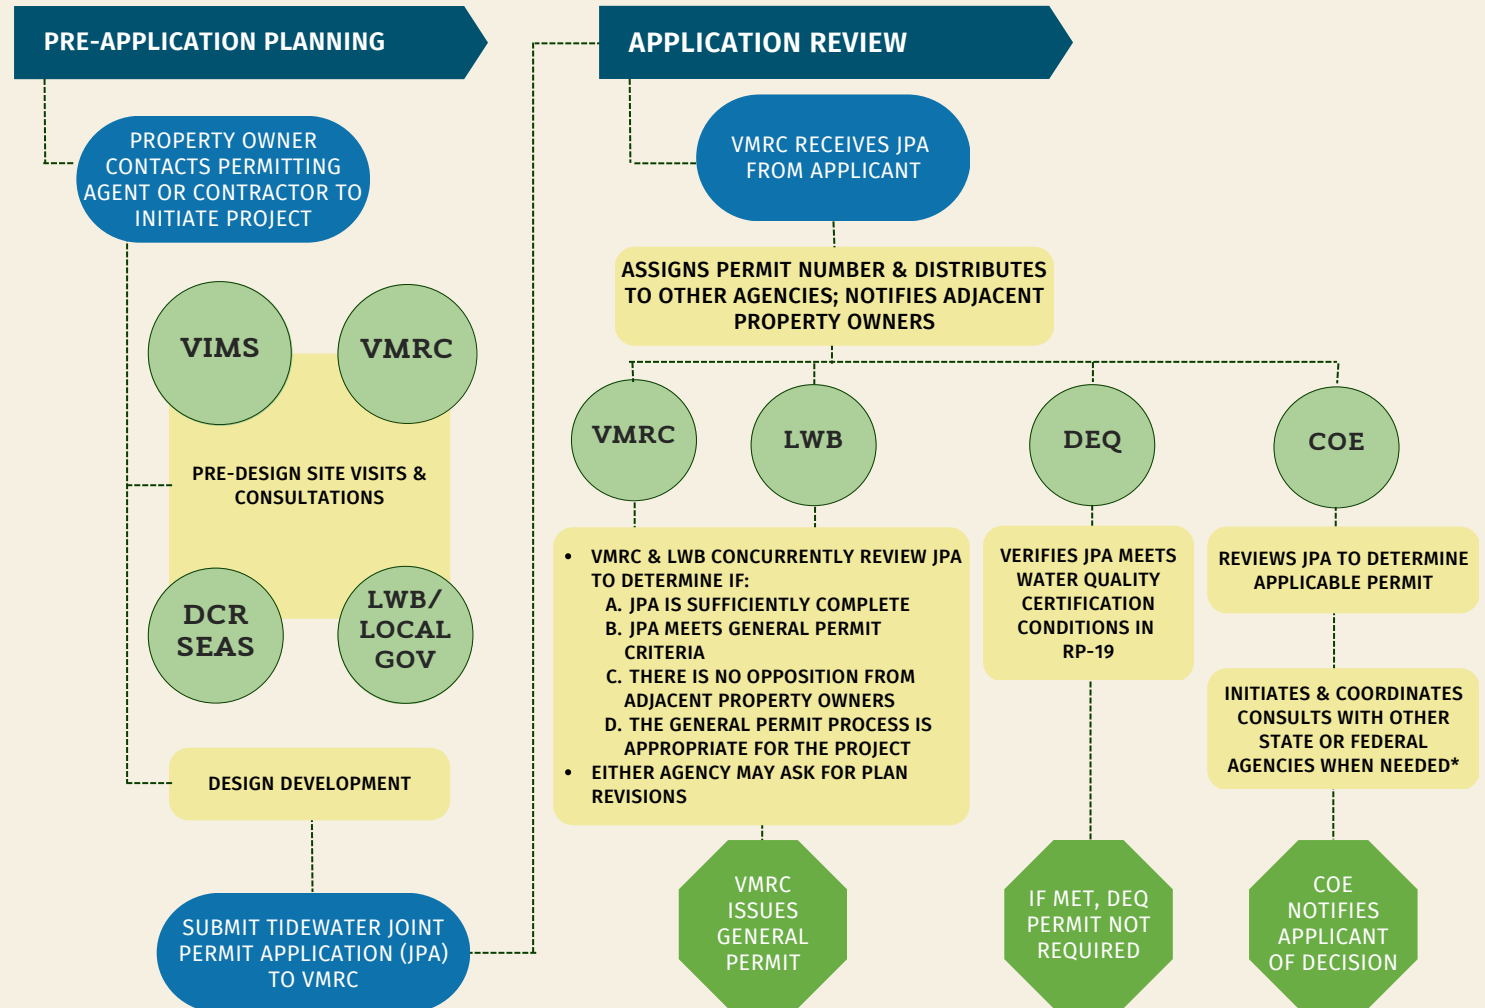 PRE-APPLICATION PLANNING
PROPERTY OWNER
CONTACTS PERMITTING
AGENT OR CONTRACTOR TO
INITIATE PROJECT
VIMS
VMRC
PRE-DESIGN SITE VISITS &
CONSULTATIONS
DCR
SEAS
LWB/
LOCAL
GOV
DESIGN DEVELOPMENT
SUBMIT TIDEWATER JOINT
PERMIT APPLICATION (JPA)
TO VMRC
APPLICATION REVIEW
VMRC RECEIVES JPA
FROM APPLICANT
ASSIGNS PERMIT NUMBER & DISTRIBUTES
TO OTHER AGENCIES; NOTIFIES ADJACENT
PROPERTY OWNERS
VMRC
LWB
DEQ
COE
• VMRC & LWB CONCURRENTLY REVIEW JPA
TO DETERMINE IF:
A. JPA IS SUFFICIENTLY COMPLETE
B. JPA MEETS GENERAL PERMIT
CRITERIA
C. THERE IS NO OPPOSITION FROM
ADJACENT PROPERTY OWNERS
D. THE GENERAL PERMIT PROCESS IS
APPROPRIATE FOR THE PROJECT
• EITHER AGENCY MAY ASK FOR PLAN
REVISIONS
VERIFIES JPA MEETS
WATER QUALITY
CERTIFICATION
CONDITIONS IN
RP-19
REVIEWS JPA TO DETERMINE
APPLICABLE PERMIT
INITIATES & COORDINATES
CONSULTS WITH OTHER
STATE OR FEDERAL
AGENCIES WHEN NEEDED*
VMRC
ISSUES
GENERAL
PERMIT
IF MET, DEQ
PERMIT NOT
REQUIRED
COE
NOTIFIES
APPLICANT
OF DECISION